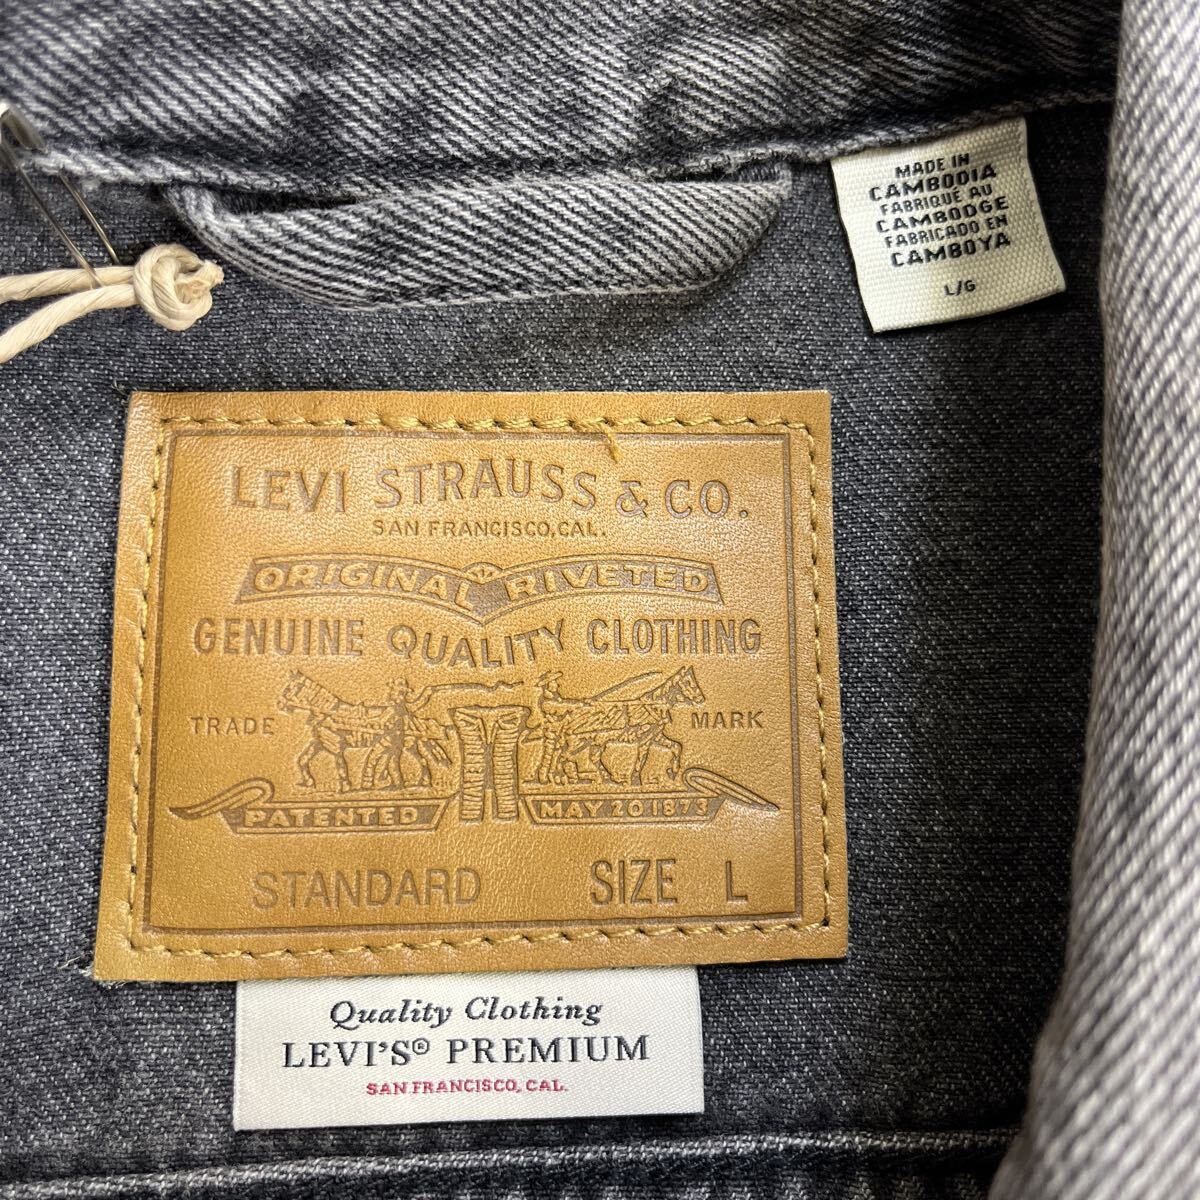 MADE IN
CAMBODIA
FABRIQUÉ AU
CAMBODGE
FABRICADO EN
CAMBOYA
L/G
LEVI STRAUSS & CO.
SAN FRANCISCO, CAL.
ORIGINAL RIVETED
GENUINE QUALITY CLOTHING
TRADE MARK
PATENTED MAY 20 1873
STANDARD SIZE L
Quality Clothing
LEVI'S® PREMIUM
SAN FRANCISCO, CAL.